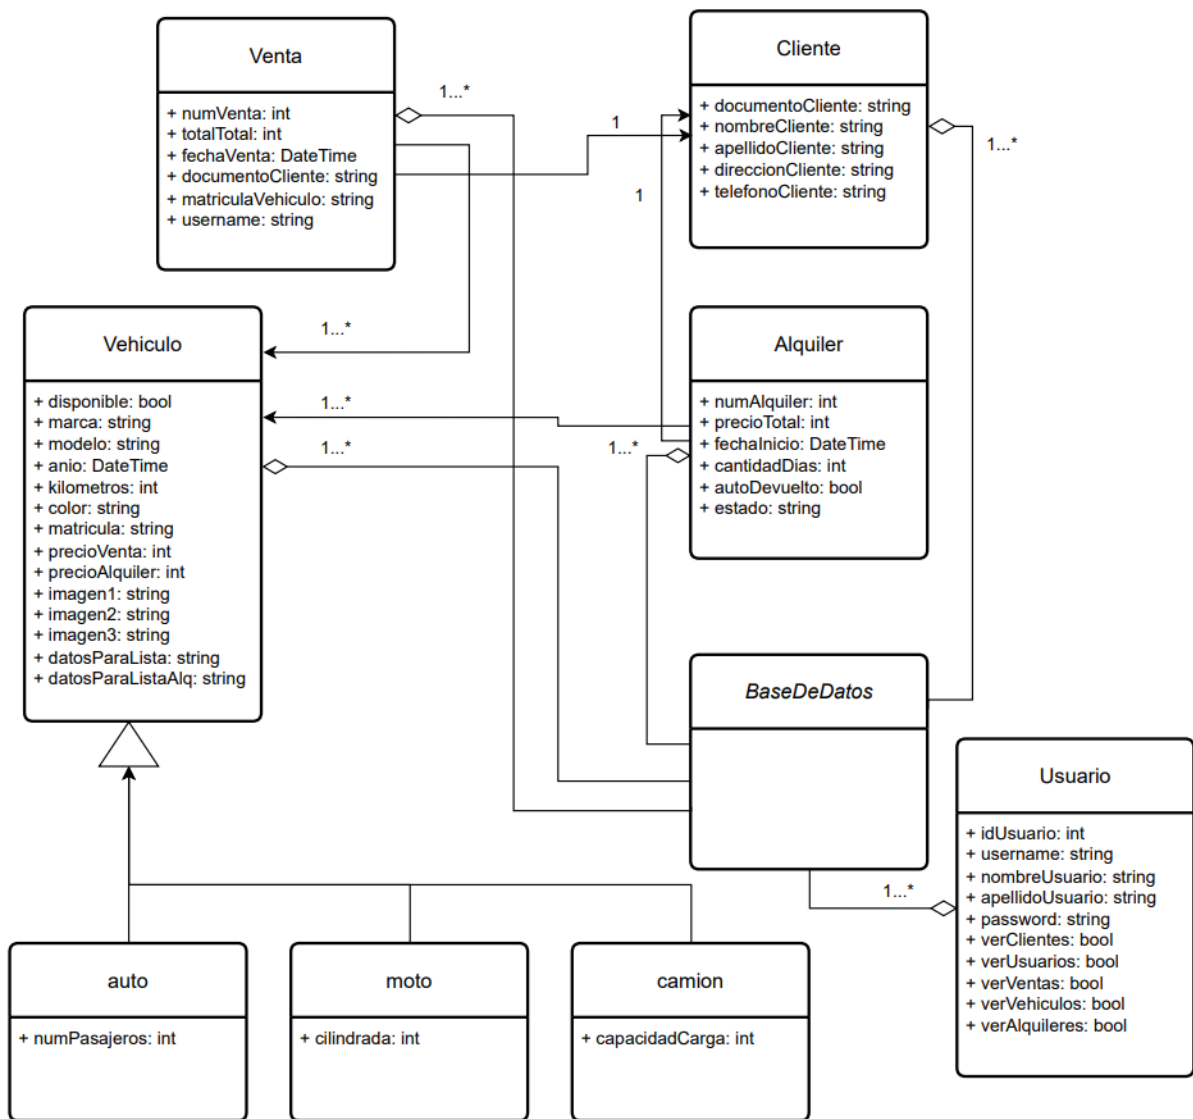 Venta
+ numVenta: int
+ totalTotal: int
+ fechaVenta: DateTime
+ documentoCliente: string
+ matriculaVehiculo: string
+ username: string
1...*
1
Cliente
+ documentoCliente: string
+ nombreCliente: string
+ apellidoCliente: string
+ direccionCliente: string
+ telefonoCliente: string
1...*
1
Vehiculo
+ disponible: bool
+ marca: string
+ modelo: string
+ anio: DateTime
+ kilometros: int
+ color: string
+ matricula: string
+ precioVenta: int
+ precioAlquiler: int
+ imagen1: string
+ imagen2: string
+ imagen3: string
+ datosParaLista: string
+ datosParaListaAlq: string
1...*
1...*
1...*
Alquiler
+ numAlquiler: int
+ precioTotal: int
+ fechaInicio: DateTime
+ cantidadDias: int
+ autoDevuelto: bool
+ estado: string
1...*
BaseDeDatos
1...*
Usuario
+ idUsuario: int
+ username: string
+ nombreUsuario: string
+ apellidoUsuario: string
+ password: string
+ verClientes: bool
+ verUsuarios: bool
+ verVentas: bool
+ verVehiculos: bool
+ verAlquileres: bool
auto
+ numPasajeros: int
moto
+ cilindrada: int
camion
+ capacidadCarga: int